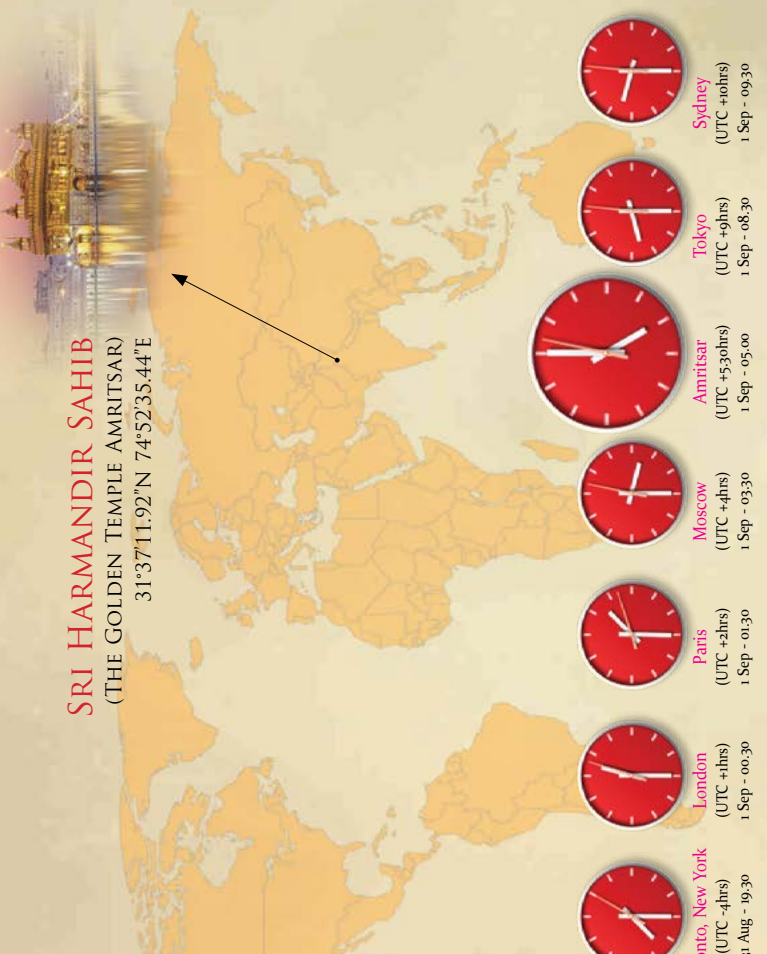 SRI HARMANDIR SAHIB
(THE GOLDEN TEMPLE AMRITSAR)
31°37'11.92"N 74°52'35.44"E
onto, New York
(UTC -4hrs)
31 Aug - 19.30
London
(UTC +1hrs)
1 Sep - 00.30
Paris
(UTC +2hrs)
1 Sep - 01.30
Moscow
(UTC +4hrs)
1 Sep - 03.30
Amritsar
(UTC +5.30hrs)
1 Sep - 05.00
Tokyo
(UTC +9hrs)
1 Sep - 08.30
Sydney
(UTC +10hrs)
1 Sep - 09.30